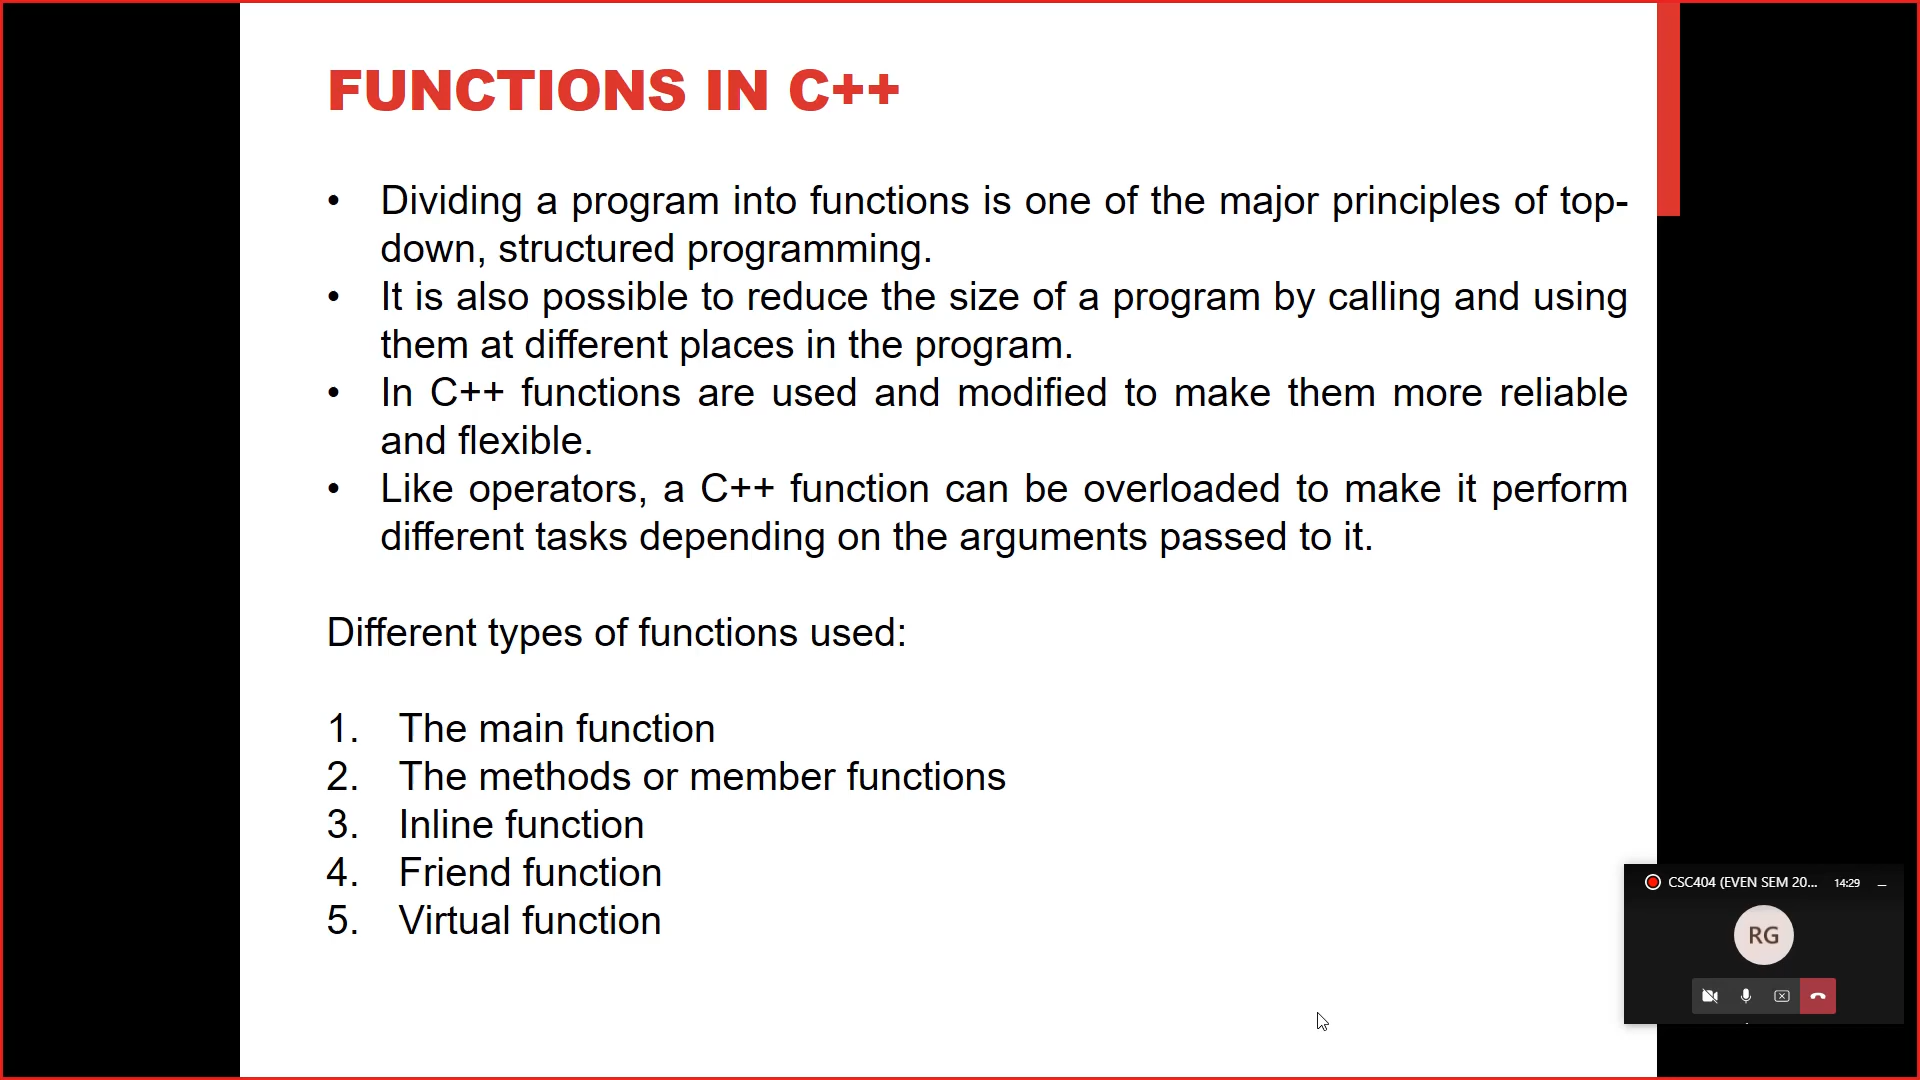 FUNCTIONS IN C++
• Dividing a program into functions is one of the major principles of top-
down, structured programming.
• It is also possible to reduce the size of a program by calling and using
them at different places in the program.
• In C++ functions are used and modified to make them more reliable
and flexible.
• Like operators, a C++ function can be overloaded to make it perform
different tasks depending on the arguments passed to it.
Different types of functions used:
1. The main function
2. The methods or member functions
3. Inline function
4. Friend function
5. Virtual function
CSC404 (EVEN SEM 20... 14:29
RG